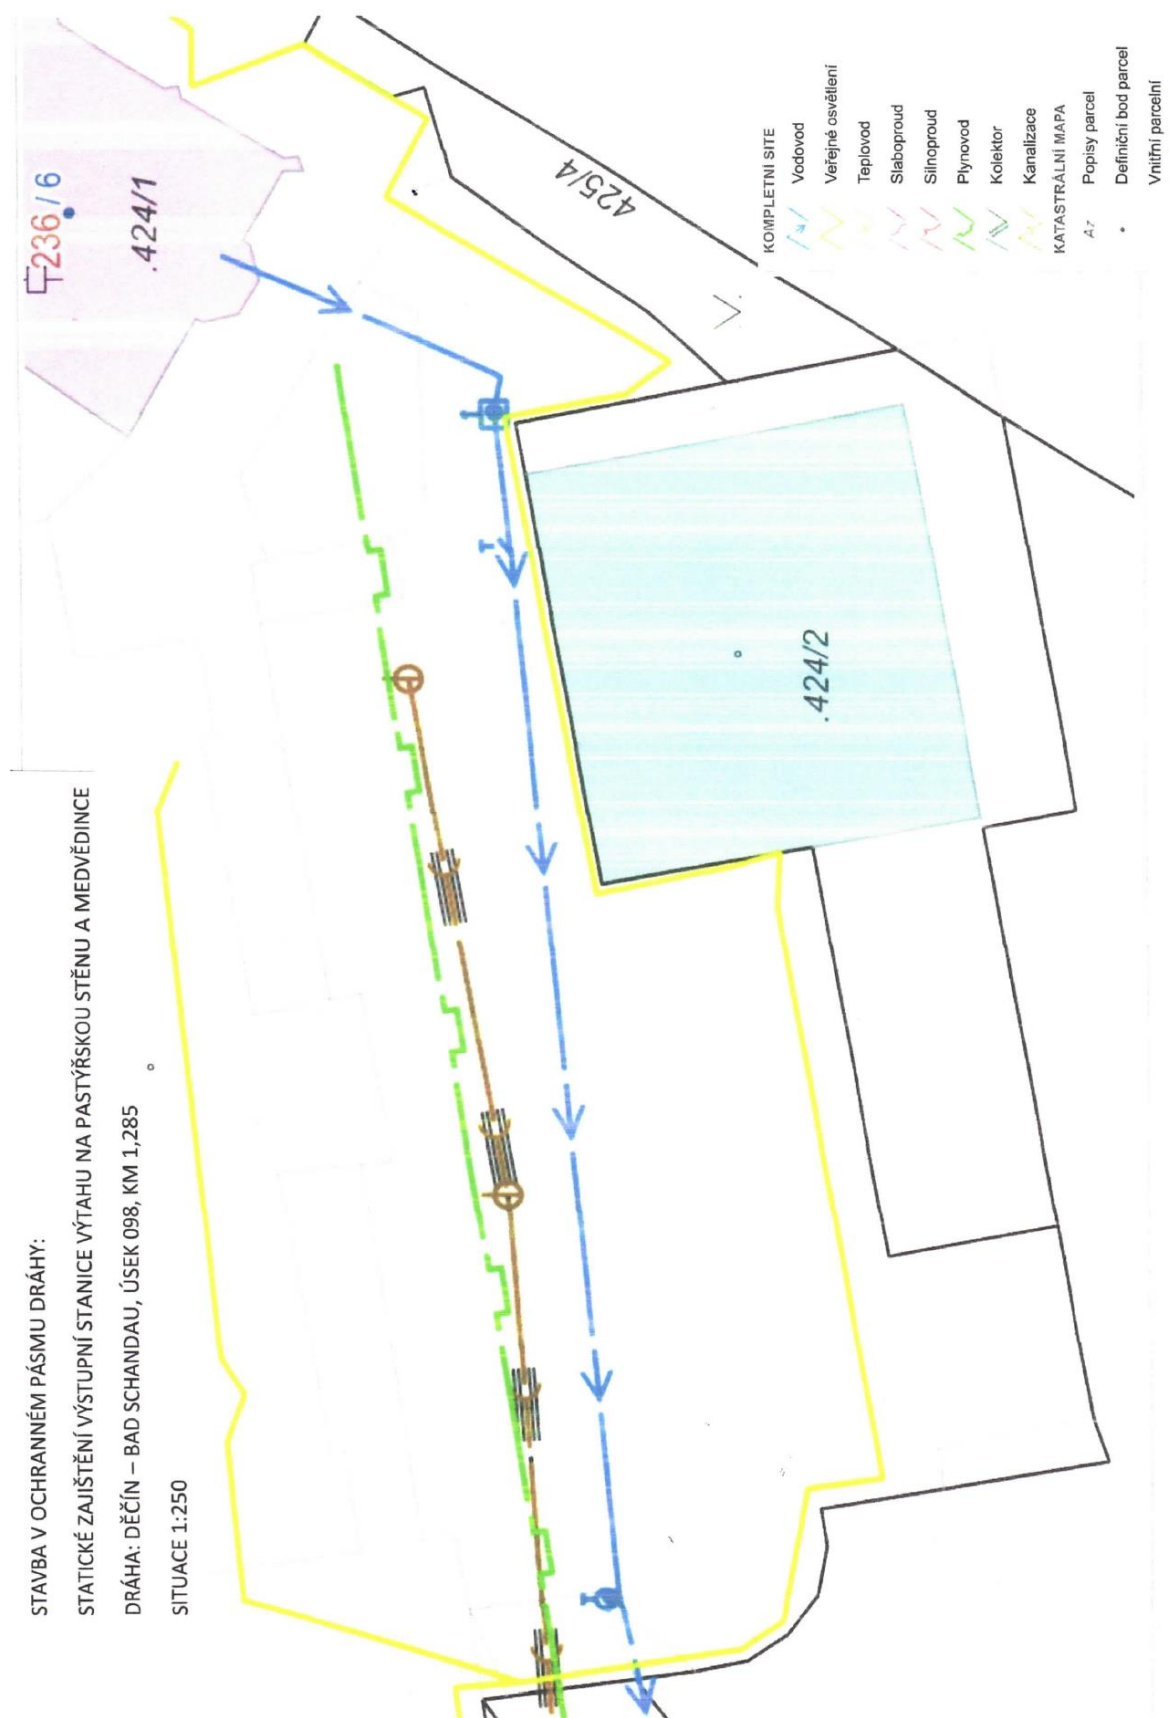 STAVBA V OCHRANNÉM PÁSMU DRÁHY:
STATICKÉ ZAJIŠTĚNÍ VÝSTUPNÍ STANICE VÝTAHU NA PASTÝŘSKOU STĚNU A MEDVĚDINCE
DRÁHA: DĚČÍN – BAD SCHANDAU, ÚSEK 098, KM 1,285
SITUACE 1:250
236 / 6
.424/1
425/4
.424/2
KOMPLETNÍ SITE
Vodovod
Veřejné osvětlení
Teplovod
Slaboproud
Silnoproud
Plynovod
Kolektor
Kanalizace
KATASTRÁLNÍ MAPA
Az Popisy parcel
Definiční bod parcel
Vnitřní parcelní